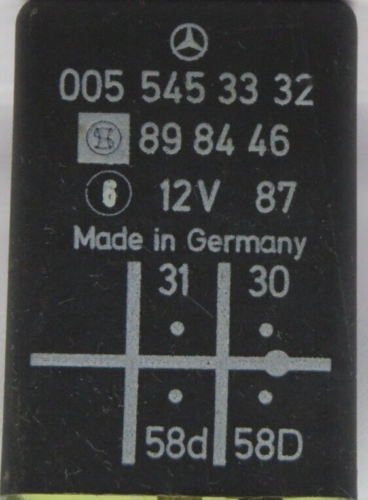 005 545 33 32
89 84 46
6 12V 87
Made in Germany
31 30
58d 58D